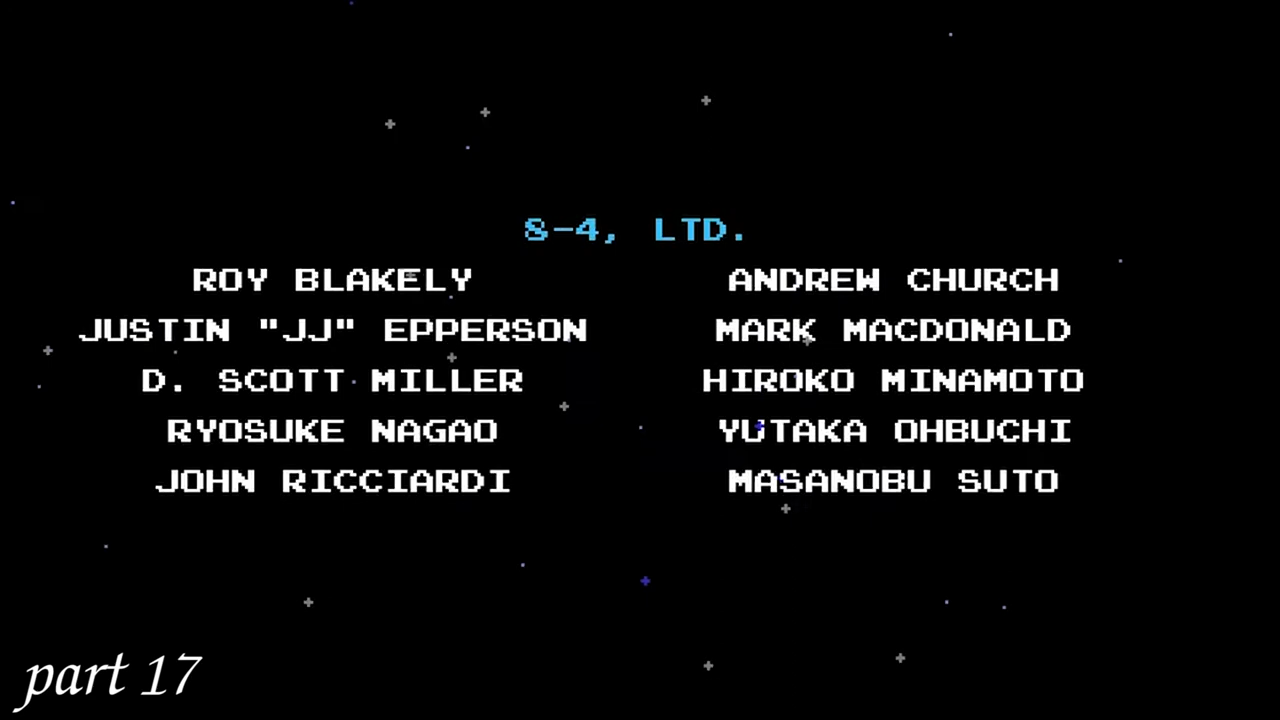 8-4, LTD.
ROY BLAKELY ANDREW CHURCH
JUSTIN "JJ" EPPERSON MARK MACDONALD
D. SCOTT MILLER HIROKO MINAMOTO
RYOSUKE NAGAO YUTAKA OHBUCHI
JOHN RICCIARDI MASANOBU SUTO
part 17